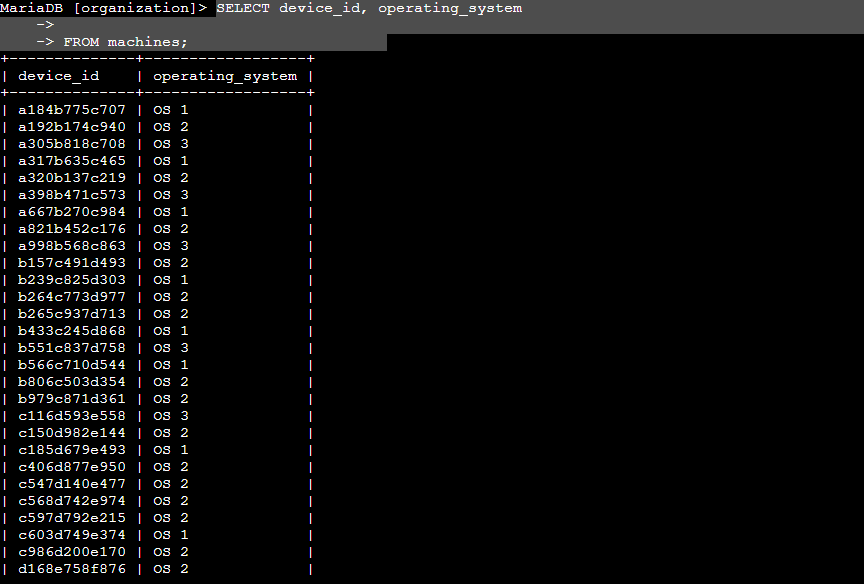 MariaDB [organization]> SELECT device_id, operating_system
    ->
    -> FROM machines;
+--------------+------------------+
| device_id    | operating_system |
+--------------+------------------+
| a184b775c707 | OS 1             |
| a192b174c940 | OS 2             |
| a305b818c708 | OS 3             |
| a317b635c465 | OS 1             |
| a320b137c219 | OS 2             |
| a398b471c573 | OS 3             |
| a667b270c984 | OS 1             |
| a821b452c176 | OS 2             |
| a998b568c863 | OS 3             |
| b157c491d493 | OS 2             |
| b239c825d303 | OS 1             |
| b264c773d977 | OS 2             |
| b265c937d713 | OS 2             |
| b433c245d868 | OS 1             |
| b551c837d758 | OS 3             |
| b566c710d544 | OS 1             |
| b806c503d354 | OS 2             |
| b979c871d361 | OS 2             |
| c116d593e558 | OS 3             |
| c150d982e144 | OS 2             |
| c185d679e493 | OS 1             |
| c406d877e950 | OS 2             |
| c547d140e477 | OS 2             |
| c568d742e974 | OS 2             |
| c597d792e215 | OS 2             |
| c603d749e374 | OS 1             |
| c986d200e170 | OS 2             |
| d168e758f876 | OS 2             |